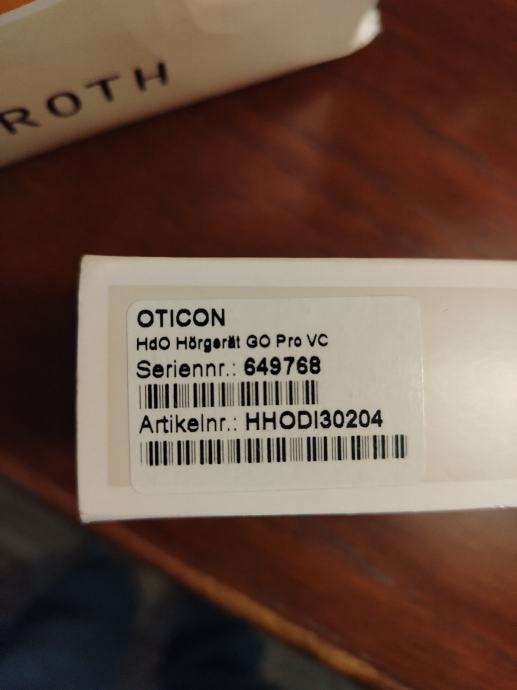 ROTH
OTICON
HdO Hörgerät GO Pro VC
Seriennr.: 649768
Artikelnr.: HHODI30204